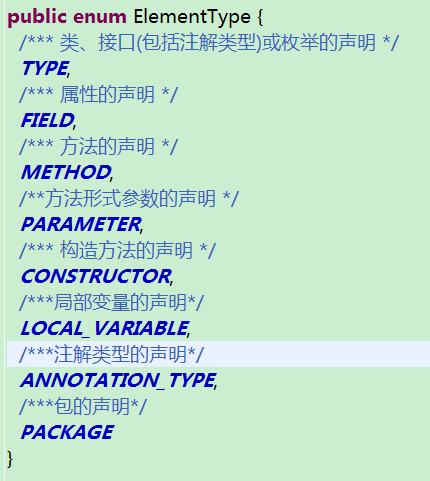 public enum ElementType {
/*** 类、接口(包括注解类型)或枚举的声明 */
TYPE,
/*** 属性的声明 */
FIELD,
/*** 方法的声明 */
METHOD,
/**方法形式参数的声明 */
PARAMETER,
/*** 构造方法的声明 */
CONSTRUCTOR,
/***局部变量的声明*/
LOCAL_VARIABLE,
/***注解类型的声明*/
ANNOTATION_TYPE,
/***包的声明*/
PACKAGE
}